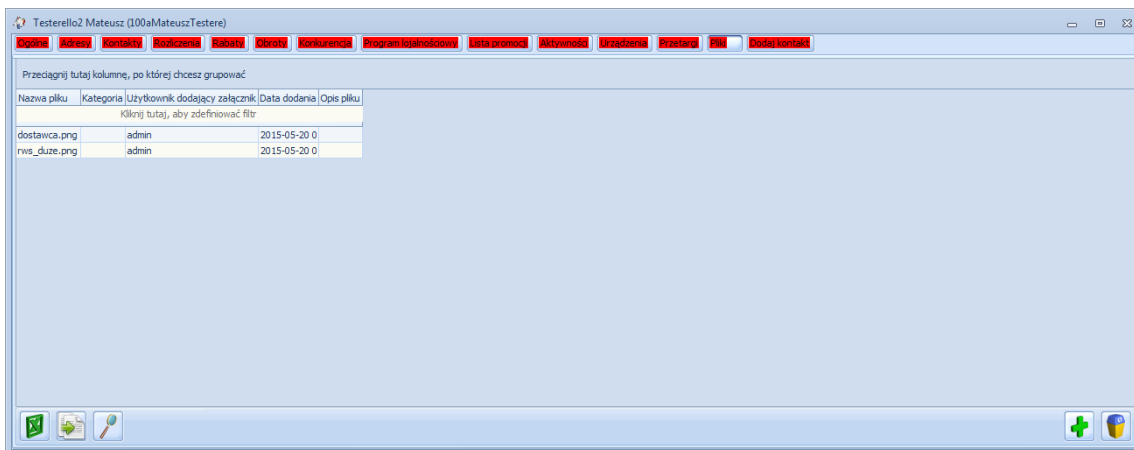 Testerello2 Mateusz (100aMateuszTestere)
Ogólne Adresy Kontakty Rozliczenia Rabaty Obroty Konkurencja Program lojalnościowy Lista promocji Aktywności Urządzenia Przetargi Pliki Dodaj kontakt
Przeciągnij tutaj kolumnę, po której chcesz grupować
Nazwa pliku Kategoria Użytkownik dodający załącznik Data dodania Opis pliku
Kliknij tutaj, aby zdefiniować filtr
dostawca.png admin 2015-05-20 0
rws_duze.png admin 2015-05-20 0